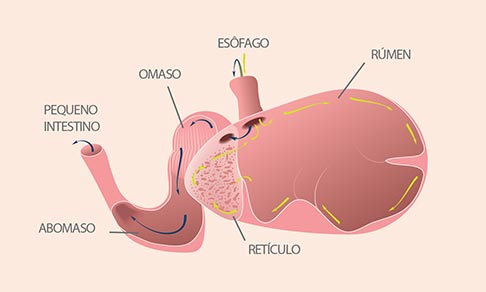 ESÔFAGO
RÚMEN
OMASO
PEQUENO
INTESTINO
ABOMASO
RETÍCULO